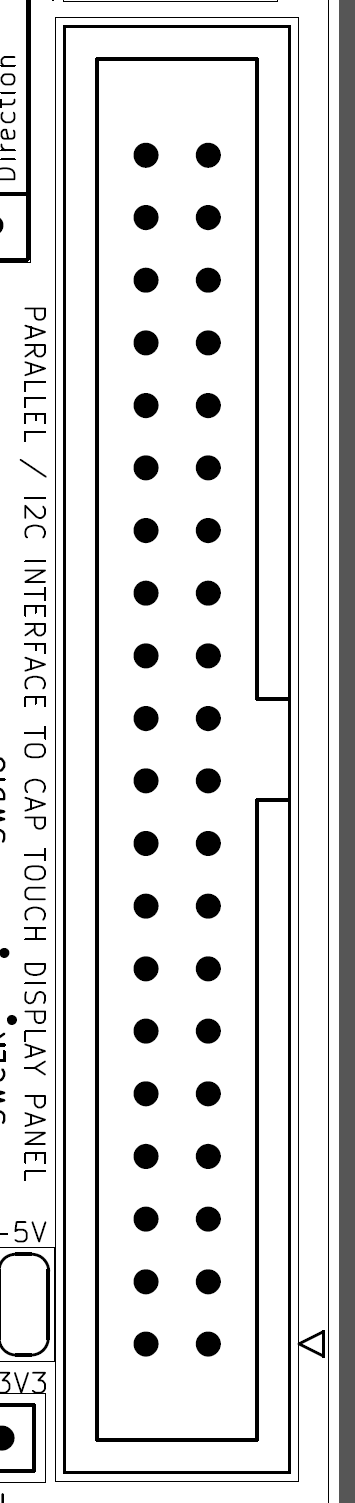 Direction
PARALLEL / I2C INTERFACE TO CAP TOUCH DISPLAY PANEL
-5V
3V3